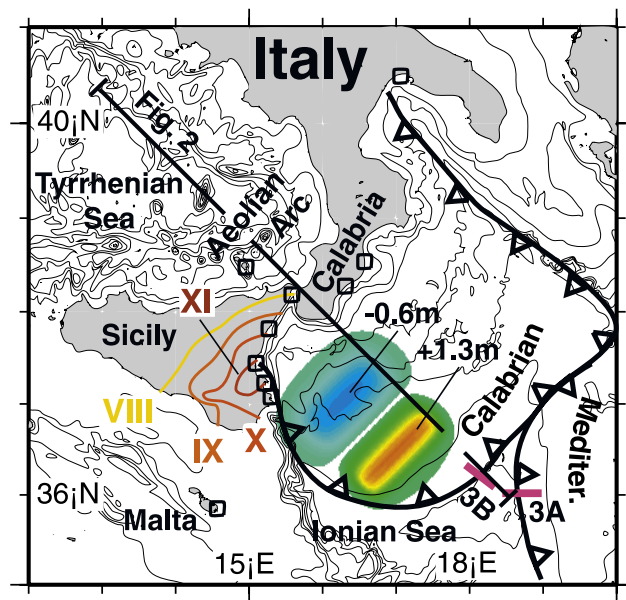 Italy
40¡N
Fig. 2
Tyrrhenian
Sea
Aeolian
Arc
Calabria
XI
Sicily
-0.6m
+1.3m
VIII
IX
X
Calabrian
Mediter.
36¡N
Malta
3B
3A
Ionian Sea
15¡E
18¡E